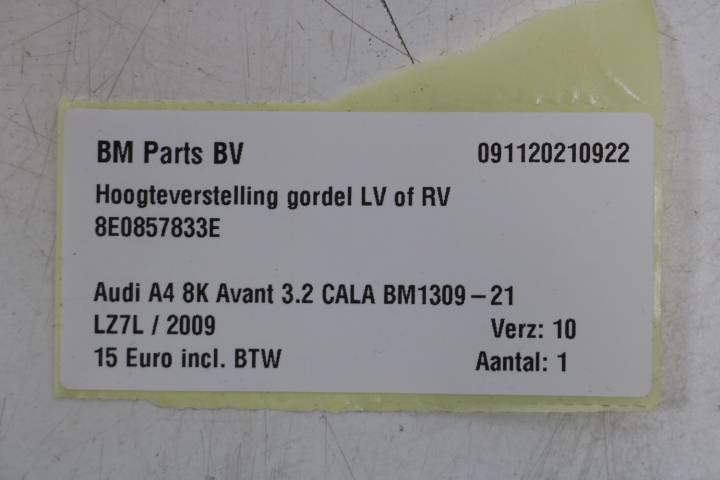 BM Parts BV 091120210922
Hoogteverstelling gordel LV of RV
8E0857833E
Audi A4 8K Avant 3.2 CALA BM1309-21
LZ7L / 2009 Verz: 10
15 Euro incl. BTW Aantal: 1